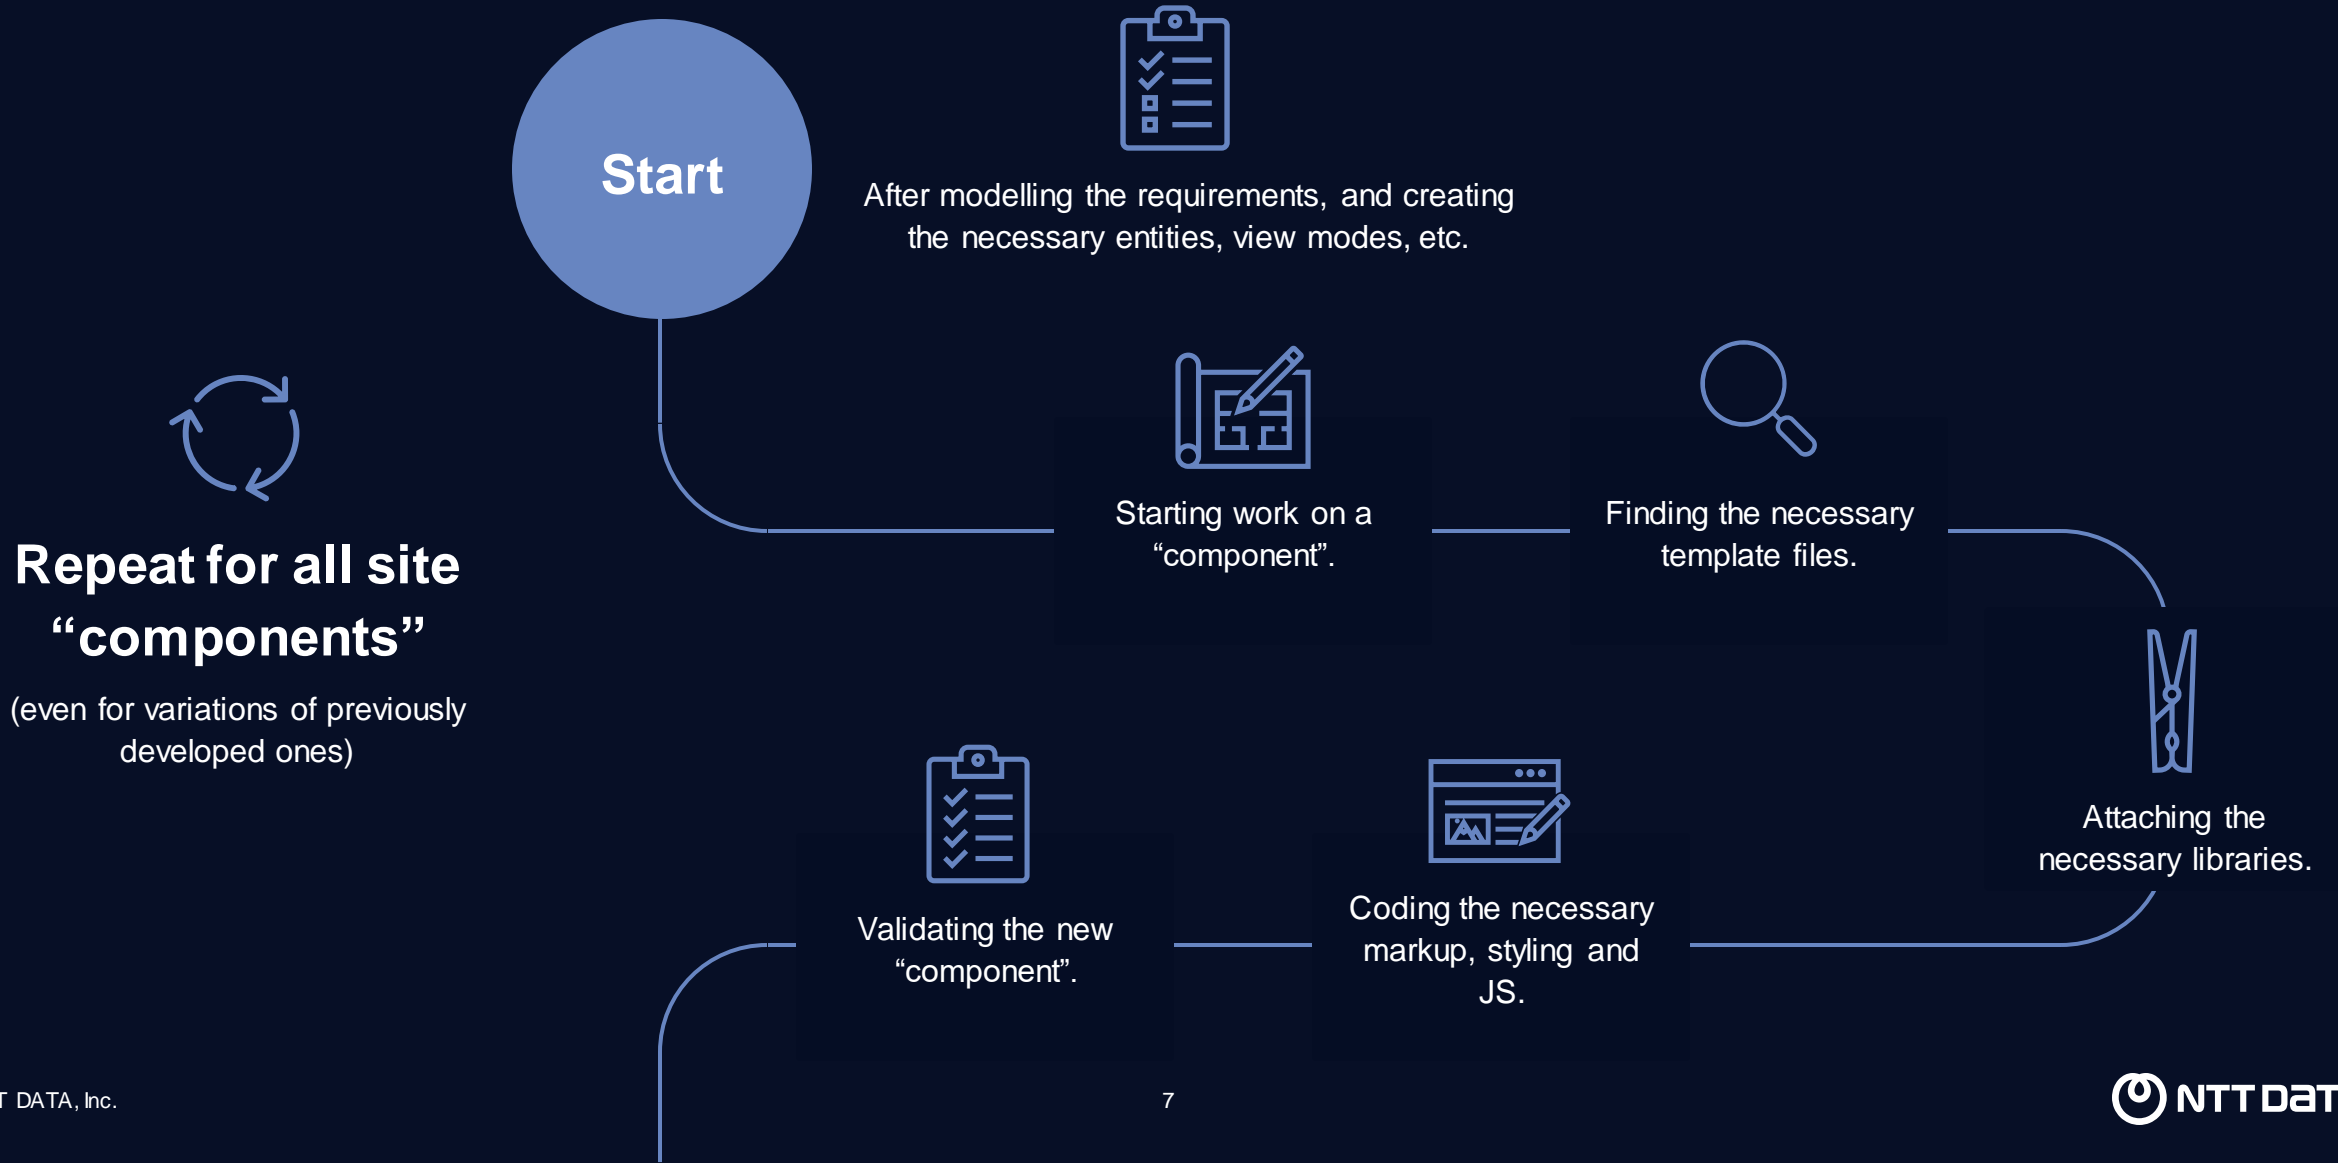 Start
After modelling the requirements, and creating
the necessary entities, view modes, etc.
Starting work on a
“component”.
Finding the necessary
template files.
Repeat for all site
“components”
(even for variations of previously
developed ones)
Attaching the
necessary libraries.
Coding the necessary
markup, styling and
JS.
Validating the new
“component”.
T DATA, Inc.
7
NTT DAT